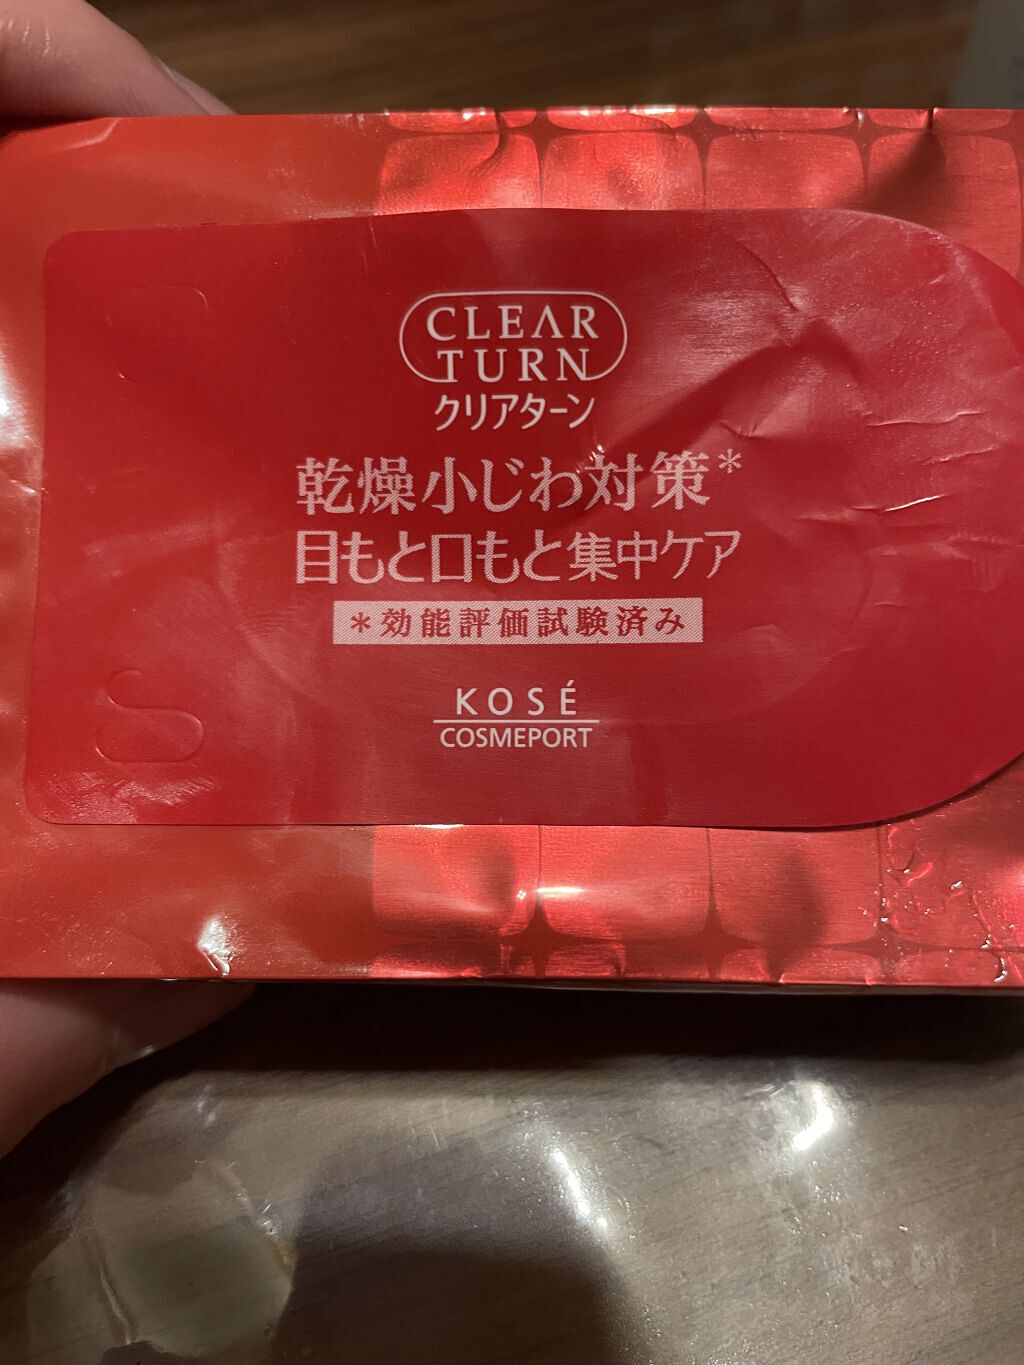 CLEAR
TURN
クリアターン
乾燥小じわ対策*
目もと口もと集中ケア
*効能評価試験済み
KOSÉ
COSMEPORT